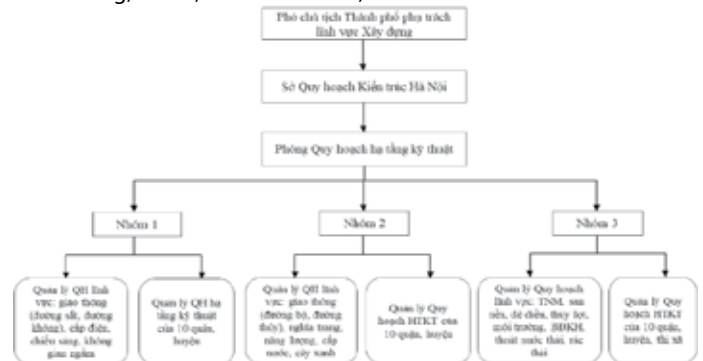 Phó chủ tịch Thành phố phụ trách
lĩnh vực Xây dựng
Sở Quy hoạch Kiến trúc Hà Nội
Phòng Quy hoạch hạ tầng kỹ thuật
Nhóm 1
Nhóm 2
Nhóm 3
Quản lý QH lĩnh
vực: giao thông
(đường sắt, đường
không), cấp điện,
chiếu sáng, không
gian ngầm
Quản lý QH hạ
tầng kỹ thuật
của 10 quận,
huyện
Quản lý QH lĩnh
vực: giao thông
(đường bộ, đường
thủy), nghĩa trang,
năng lượng, cấp
nước, cây xanh
Quản lý Quy
hoạch HTKT của
10 quận, huyện
Quản lý Quy hoạch
lĩnh vực: TNM, san
nền, đê điều, thủy lợi,
môi trường, BĐKH,
thoát nước thải, rác
thải
Quản lý Quy
hoạch HTKT
của 10 quận,
huyện, thị xã